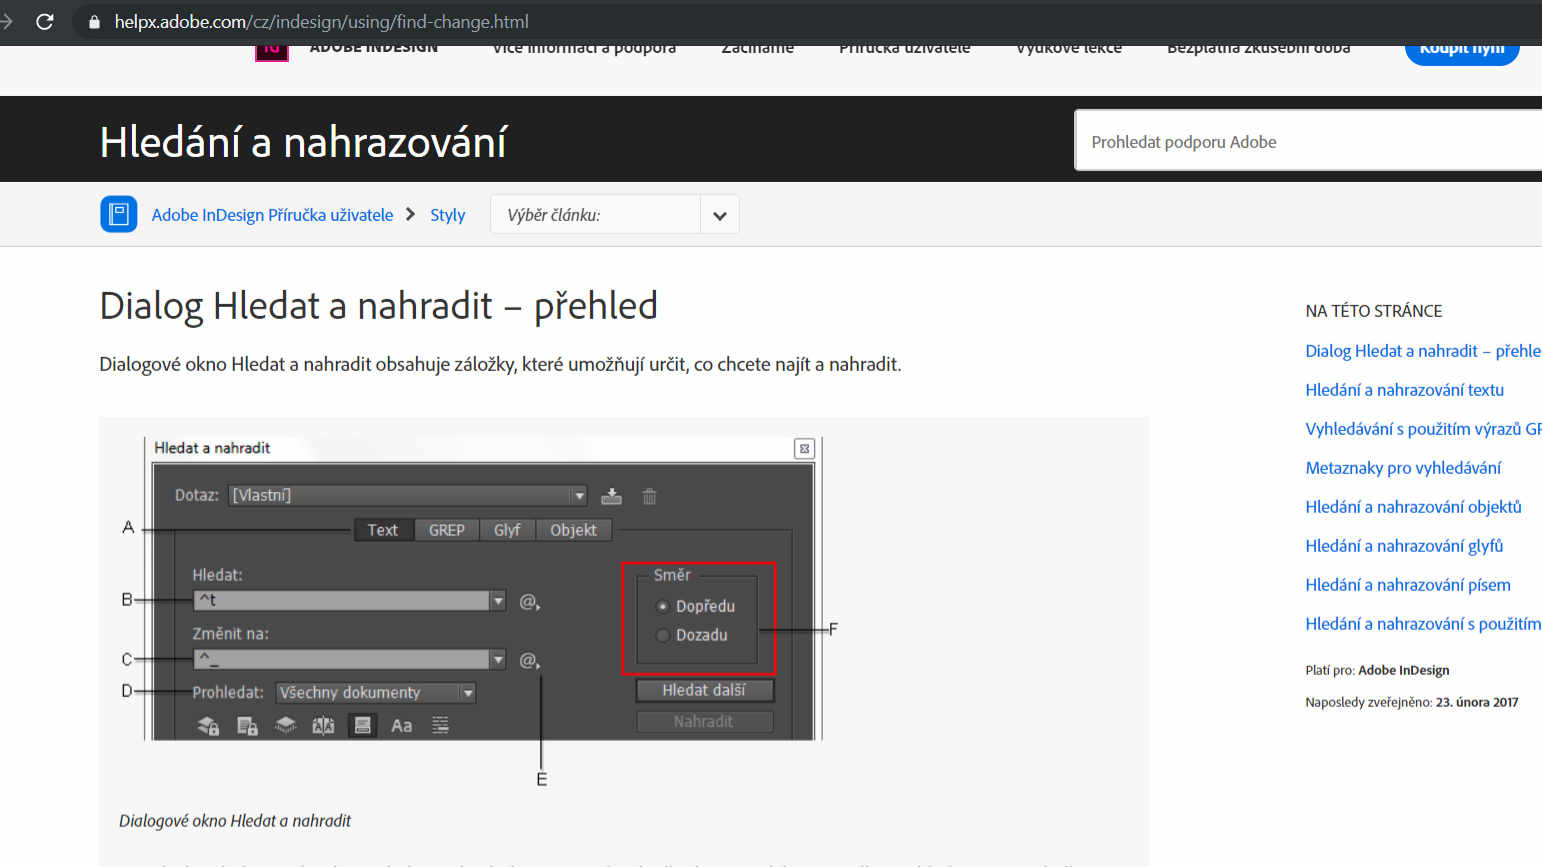 helpx.adobe.com/cz/indesign/using/find-change.html
ADOBE INDESIGN Více informací a podpora Začínáme Příručka uživatele Výukové lekce Bezplatná zkušební doba Koupit nyní
Hledání a nahrazování
Prohledat podporu Adobe
Adobe InDesign Příručka uživatele Styly Výběr článku:
Dialog Hledat a nahradit – přehled
Dialogové okno Hledat a nahradit obsahuje záložky, které umožňují určit, co chcete najít a nahradit.
Hledat a nahradit
Dotaz: [Vlastní]
A
Text GREP Glyf Objekt
Hledat:
B
^t
@
Směr
Dopředu
Dozadu
F
Změnit na:
C
^_
@
D
Prohledat: Všechny dokumenty
Hledat další
Nahradit
Aa
E
Dialogové okno Hledat a nahradit
NA TÉTO STRÁNCE
Dialog Hledat a nahradit – přehle
Hledání a nahrazování textu
Vyhledávání s použitím výrazů GR
Metaznaky pro vyhledávání
Hledání a nahrazování objektů
Hledání a nahrazování glyfů
Hledání a nahrazování písem
Hledání a nahrazování s použitím
Platí pro: Adobe InDesign
Naposledy zveřejněno: 23. února 2017